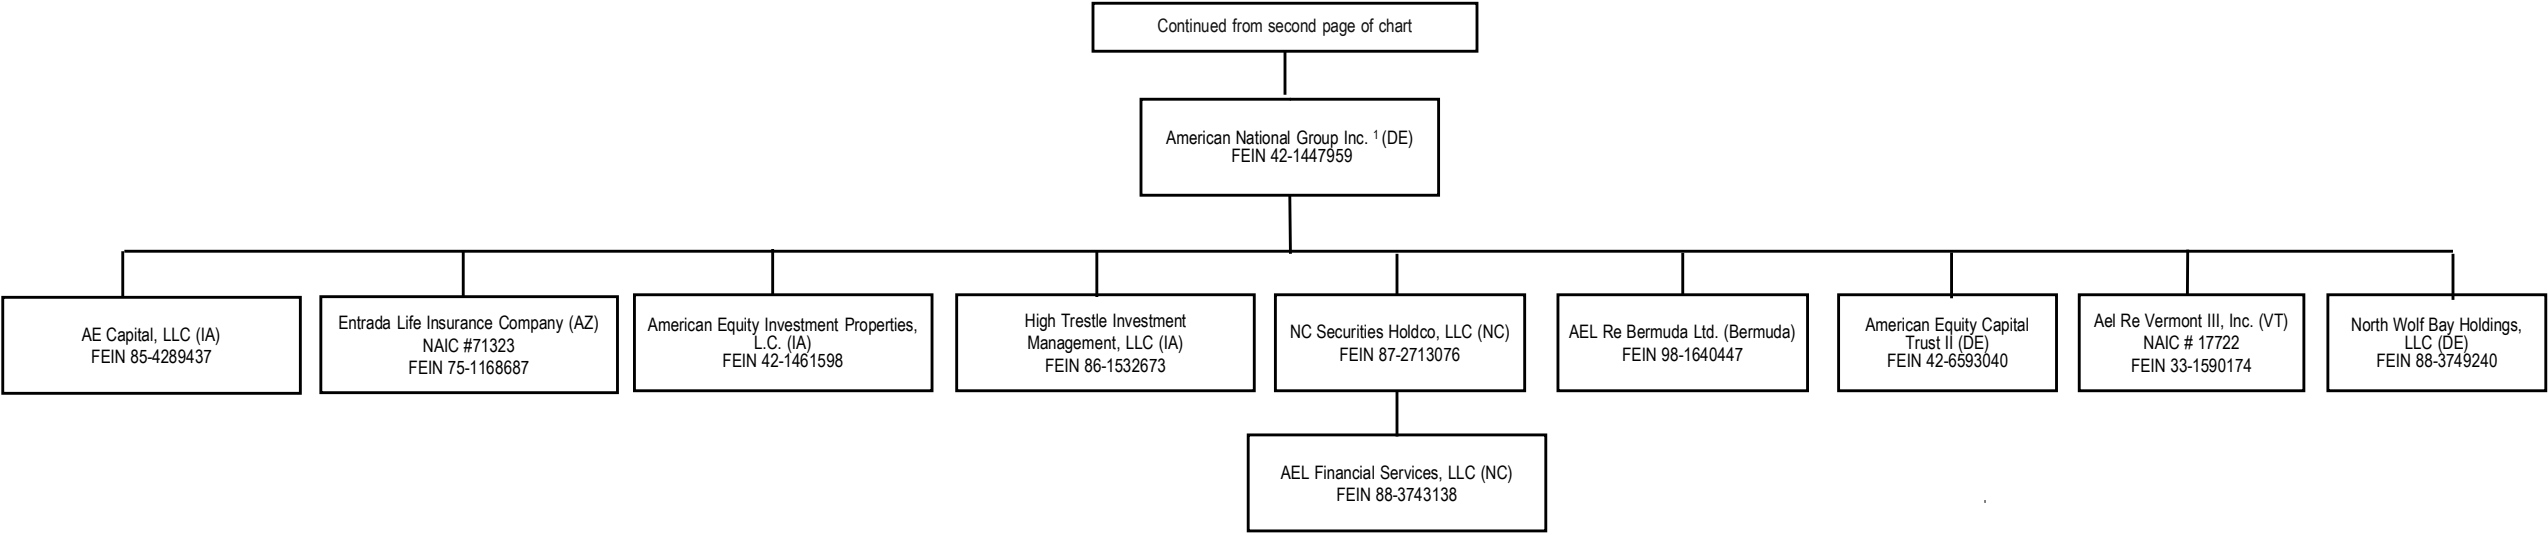 Continued from second page of chart
American National Group Inc. 1 (DE)
FEIN 42-1447959
AE Capital, LLC (IA)
FEIN 85-4289437
Entrada Life Insurance Company (AZ)
NAIC #71323
FEIN 75-1168687
American Equity Investment Properties,
L.C. (IA)
FEIN 42-1461598
High Trestle Investment
Management, LLC (IA)
FEIN 86-1532673
NC Securities Holdco, LLC (NC)
FEIN 87-2713076
AEL Re Bermuda Ltd. (Bermuda)
FEIN 98-1640447
American Equity Capital
Trust II (DE)
FEIN 42-6593040
Ael Re Vermont III, Inc. (VT)
NAIC # 17722
FEIN 33-1590174
North Wolf Bay Holdings,
LLC (DE)
FEIN 88-3749240
AEL Financial Services, LLC (NC)
FEIN 88-3743138